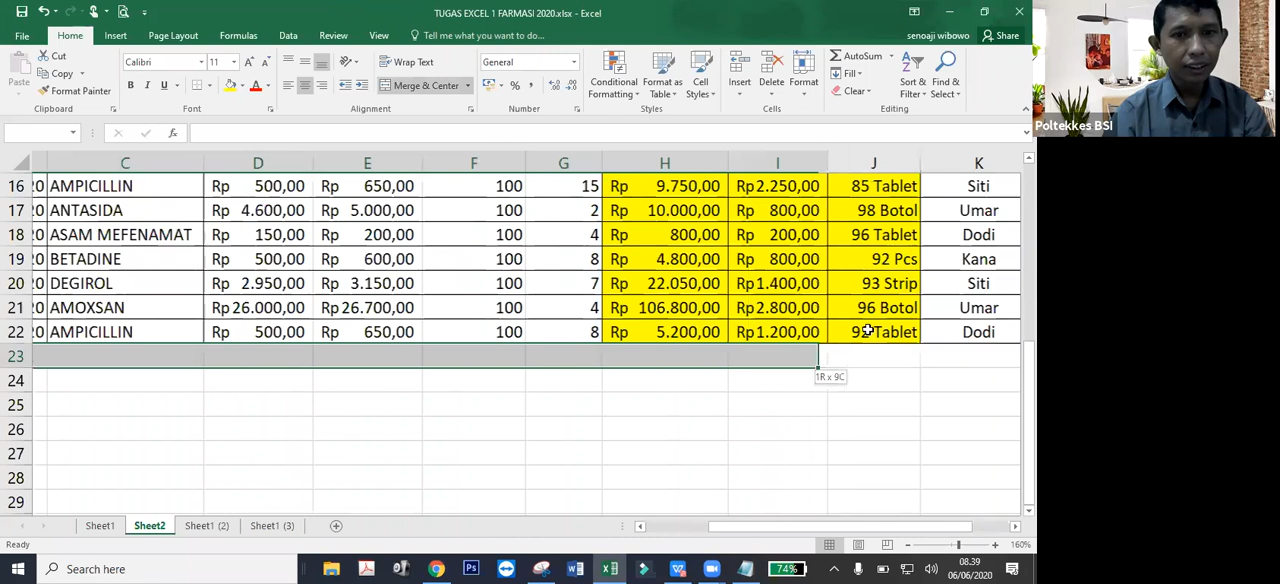 TUGAS EXCEL 1 FARMASI 2020.xlsx - Excel
File Home Insert Page Layout Formulas Data Review View Tell me what you want to do... senoaji wibowo Share
Paste Cut Copy Format Painter Clipboard
Calibri 11 B I U Font
Wrap Text Merge & Center Alignment
General % , Number
Conditional Formatting Format as Table Cell Styles Styles
Insert Delete Format Cells
AutoSum Fill Clear Sort & Filter Find & Select Editing
Poltekkes BSI
fx
C D E F G H I J K
16 20 AMPICILLIN Rp 500,00 Rp 650,00 100 15 Rp 9.750,00 Rp 2.250,00 85 Tablet Siti
17 20 ANTASIDA Rp 4.600,00 Rp 5.000,00 100 2 Rp 10.000,00 Rp 800,00 98 Botol Umar
18 20 ASAM MEFENAMAT Rp 150,00 Rp 200,00 100 4 Rp 800,00 Rp 200,00 96 Tablet Dodi
19 20 BETADINE Rp 500,00 Rp 600,00 100 8 Rp 4.800,00 Rp 800,00 92 Pcs Kana
20 20 DEGIROL Rp 2.950,00 Rp 3.150,00 100 7 Rp 22.050,00 Rp 1.400,00 93 Strip Siti
21 20 AMOXSAN Rp 26.000,00 Rp 26.700,00 100 4 Rp 106.800,00 Rp 2.800,00 96 Botol Umar
22 20 AMPICILLIN Rp 500,00 Rp 650,00 100 8 Rp 5.200,00 Rp 1.200,00 92 Tablet Dodi
23
1R x 9C
24
25
26
27
28
29
Sheet1 Sheet2 Sheet1 (2) Sheet1 (3)
Ready 160%
Search here 74% 08.39
06/06/2020